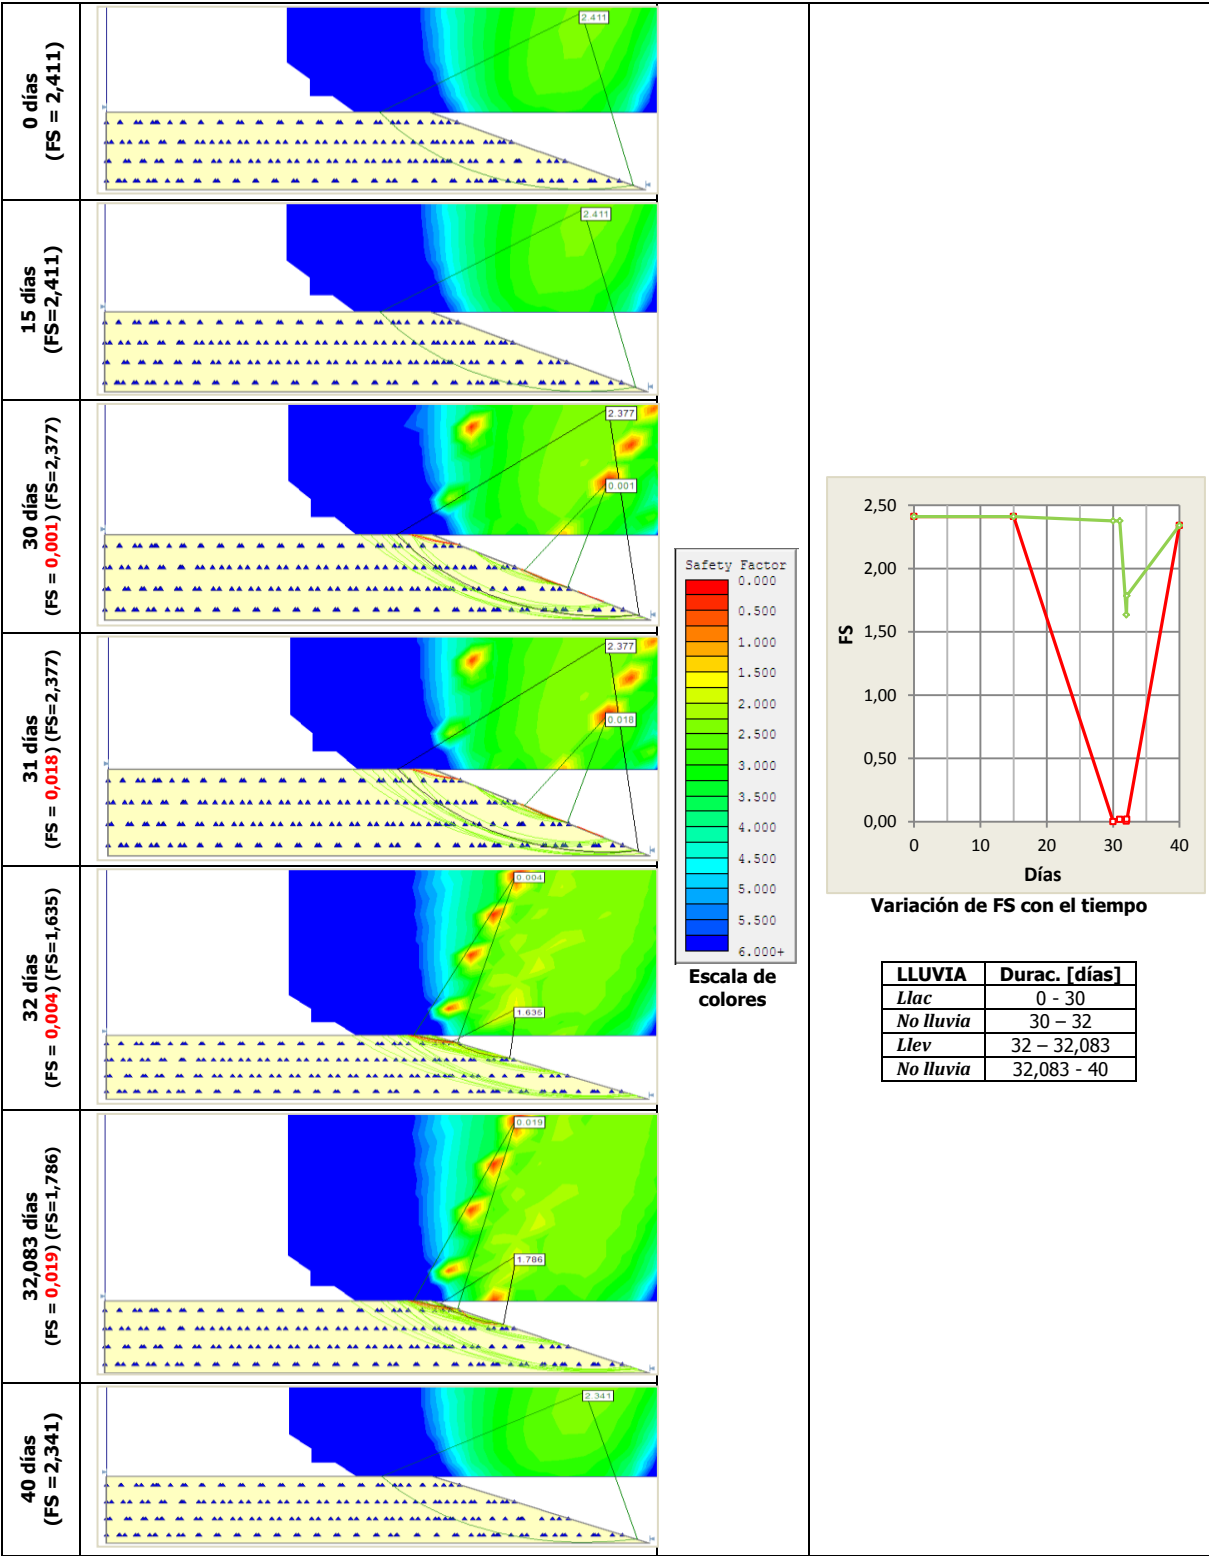 0 días
(FS = 2,411)
2.411
15 días
(FS=2,411)
2.411
30 días
(FS = 0,001) (FS=2,377)
2.377
0.001
31 días
(FS = 0,018) (FS=2,377)
2.377
0.018
32 días
(FS = 0,004) (FS=1,635)
0.004
1.635
32,083 días
(FS = 0,019) (FS=1,786)
0.019
1.786
40 días
(FS =2,341)
2.341
Safety Factor
0.000
0.500
1.000
1.500
2.000
2.500
3.000
3.500
4.000
4.500
5.000
5.500
6.000+
Escala de
colores
2,50
2,00
1,50
1,00
0,50
0,00
FS
0 10 20 30 40
Días
Variación de FS con el tiempo
LLUVIA Durac. [días]
Llac 0 - 30
No lluvia 30 – 32
Llev 32 – 32,083
No lluvia 32,083 - 40